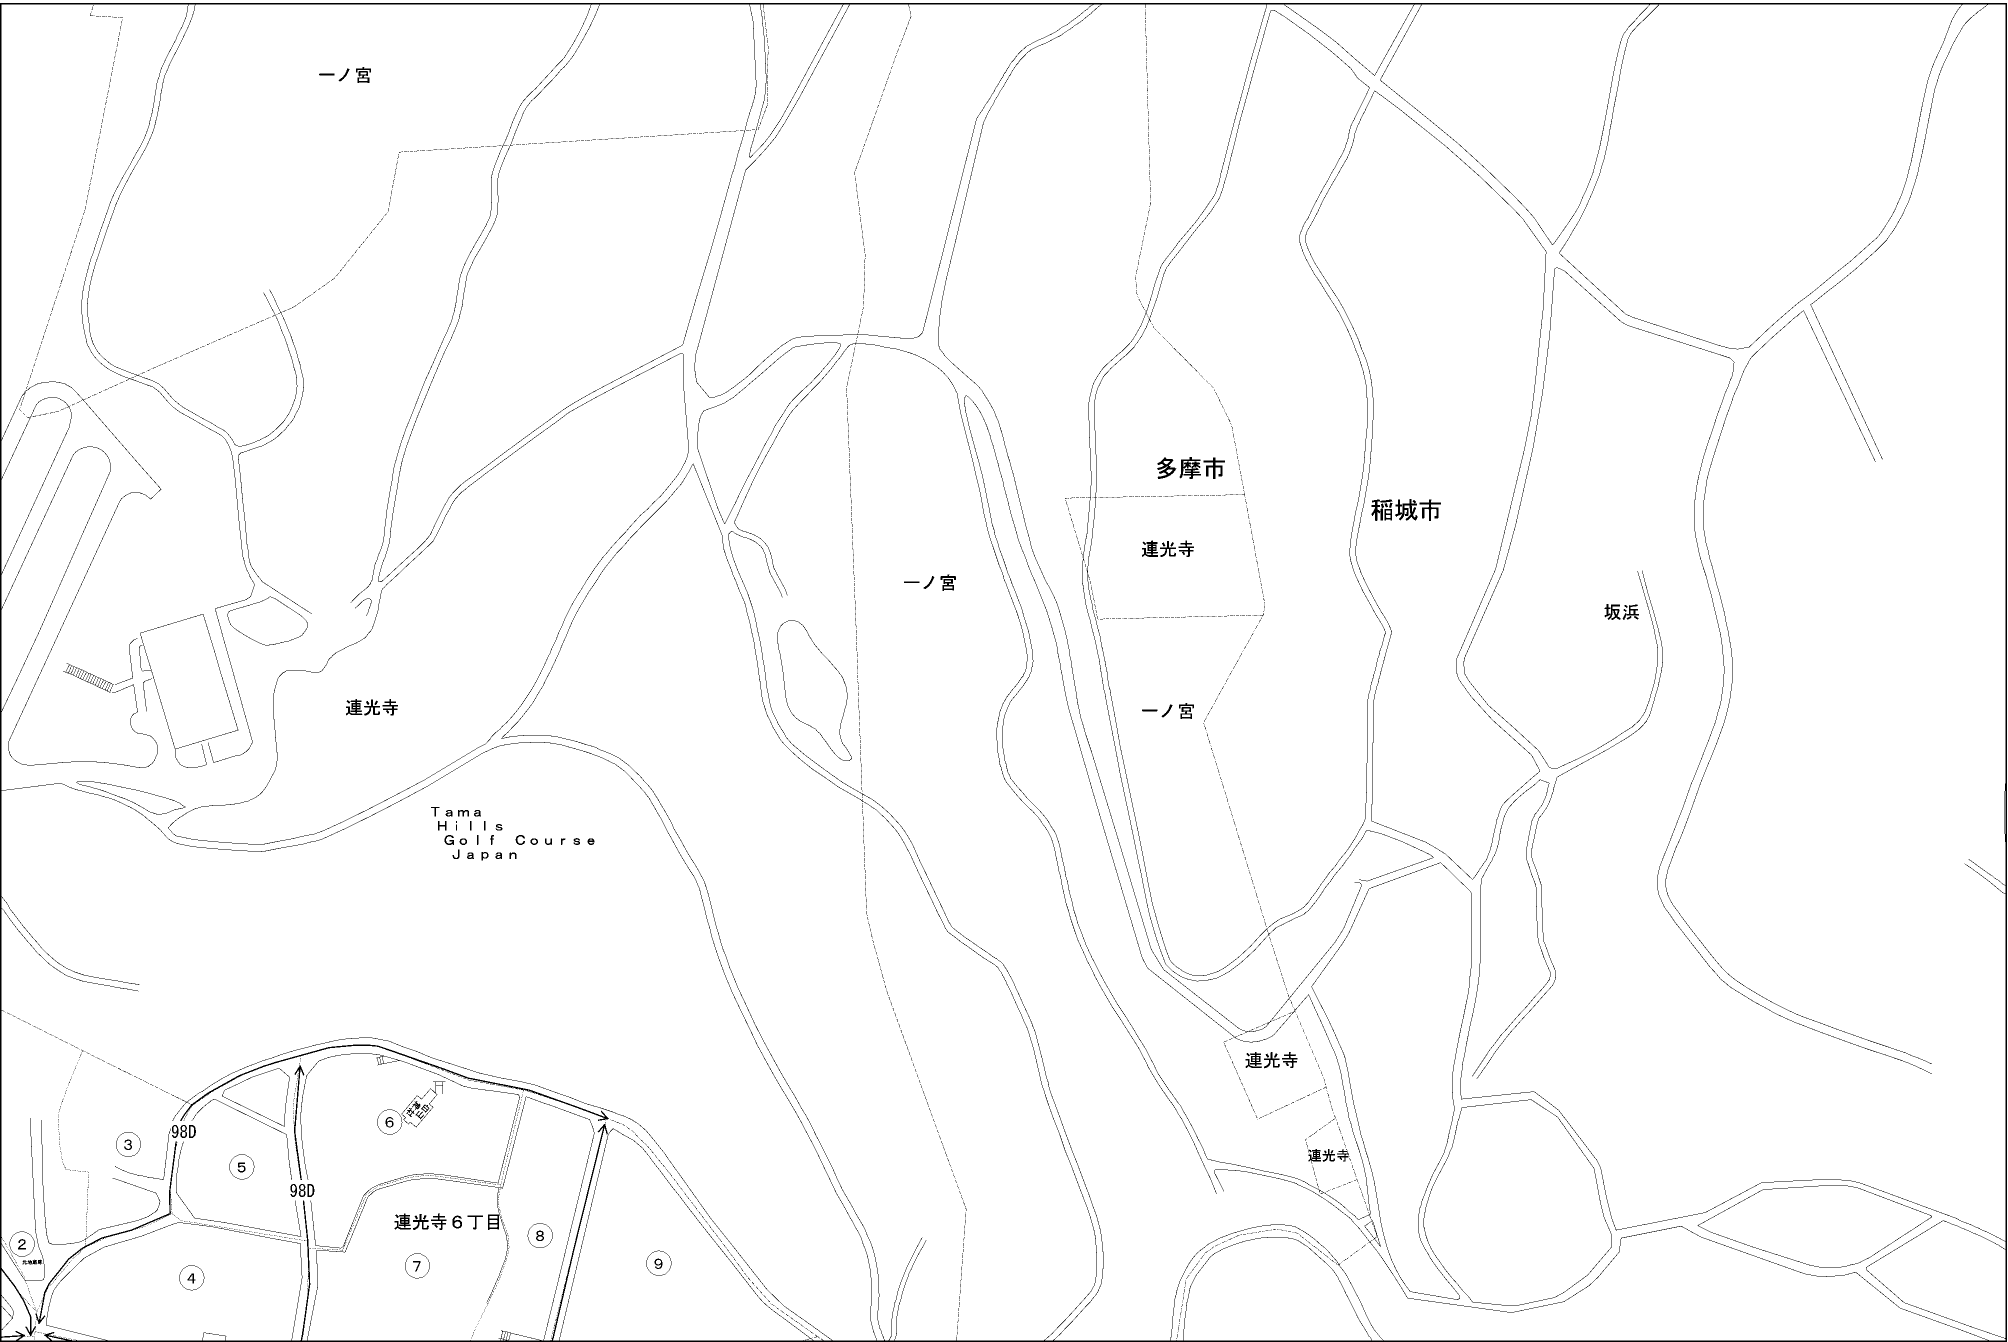 一ノ宮
多摩市
稲城市
連光寺
一ノ宮
坂浜
連光寺
一ノ宮
Tama
Hills
Golf Course
Japan
連光寺
6
98D
3
連光寺
5
98D
連光寺6丁目
8
2
7
9
4